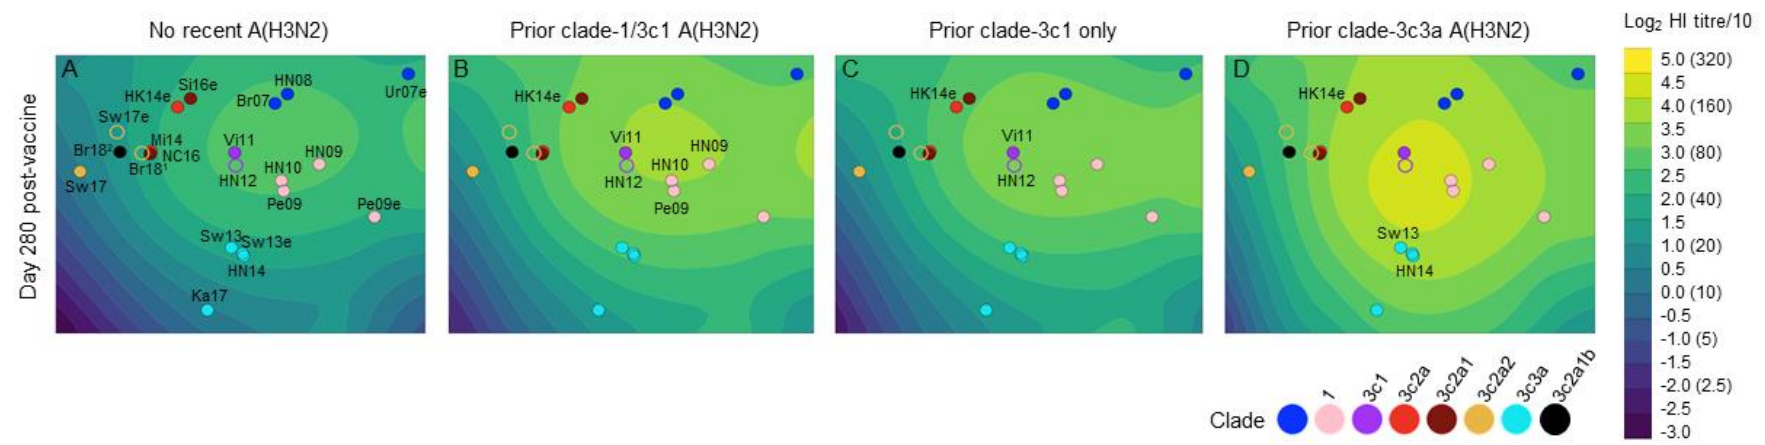 No recent A(H3N2)
Prior clade-1/3c1 A(H3N2)
Prior clade-3c1 only
Prior clade-3c3a A(H3N2)
Log₂ HI titre/10
Day 280 post-vaccine
A
Si16e
HN08
HK14e
Br07
Ur07e
Sw17e
Mi14
Vi11
Br18²
NC16
HN09
Br18¹
HN10
Sw17
HN12
Pe09
Pe09e
Sw13
Sw13e
HN14
Ka17
B
HK14e
Vi11
HN09
HN10
HN12
Pe09
C
HK14e
Vi11
HN12
D
HK14e
Sw13
HN14
5.0 (320)
4.5
4.0 (160)
3.5
3.0 (80)
2.5
2.0 (40)
1.5
1.0 (20)
0.5
0.0 (10)
-0.5
-1.0 (5)
-1.5
-2.0 (2.5)
-2.5
-3.0
Clade
1
3c1
3c2a
3c2a1
3c2a2
3c3a
3c2a1b